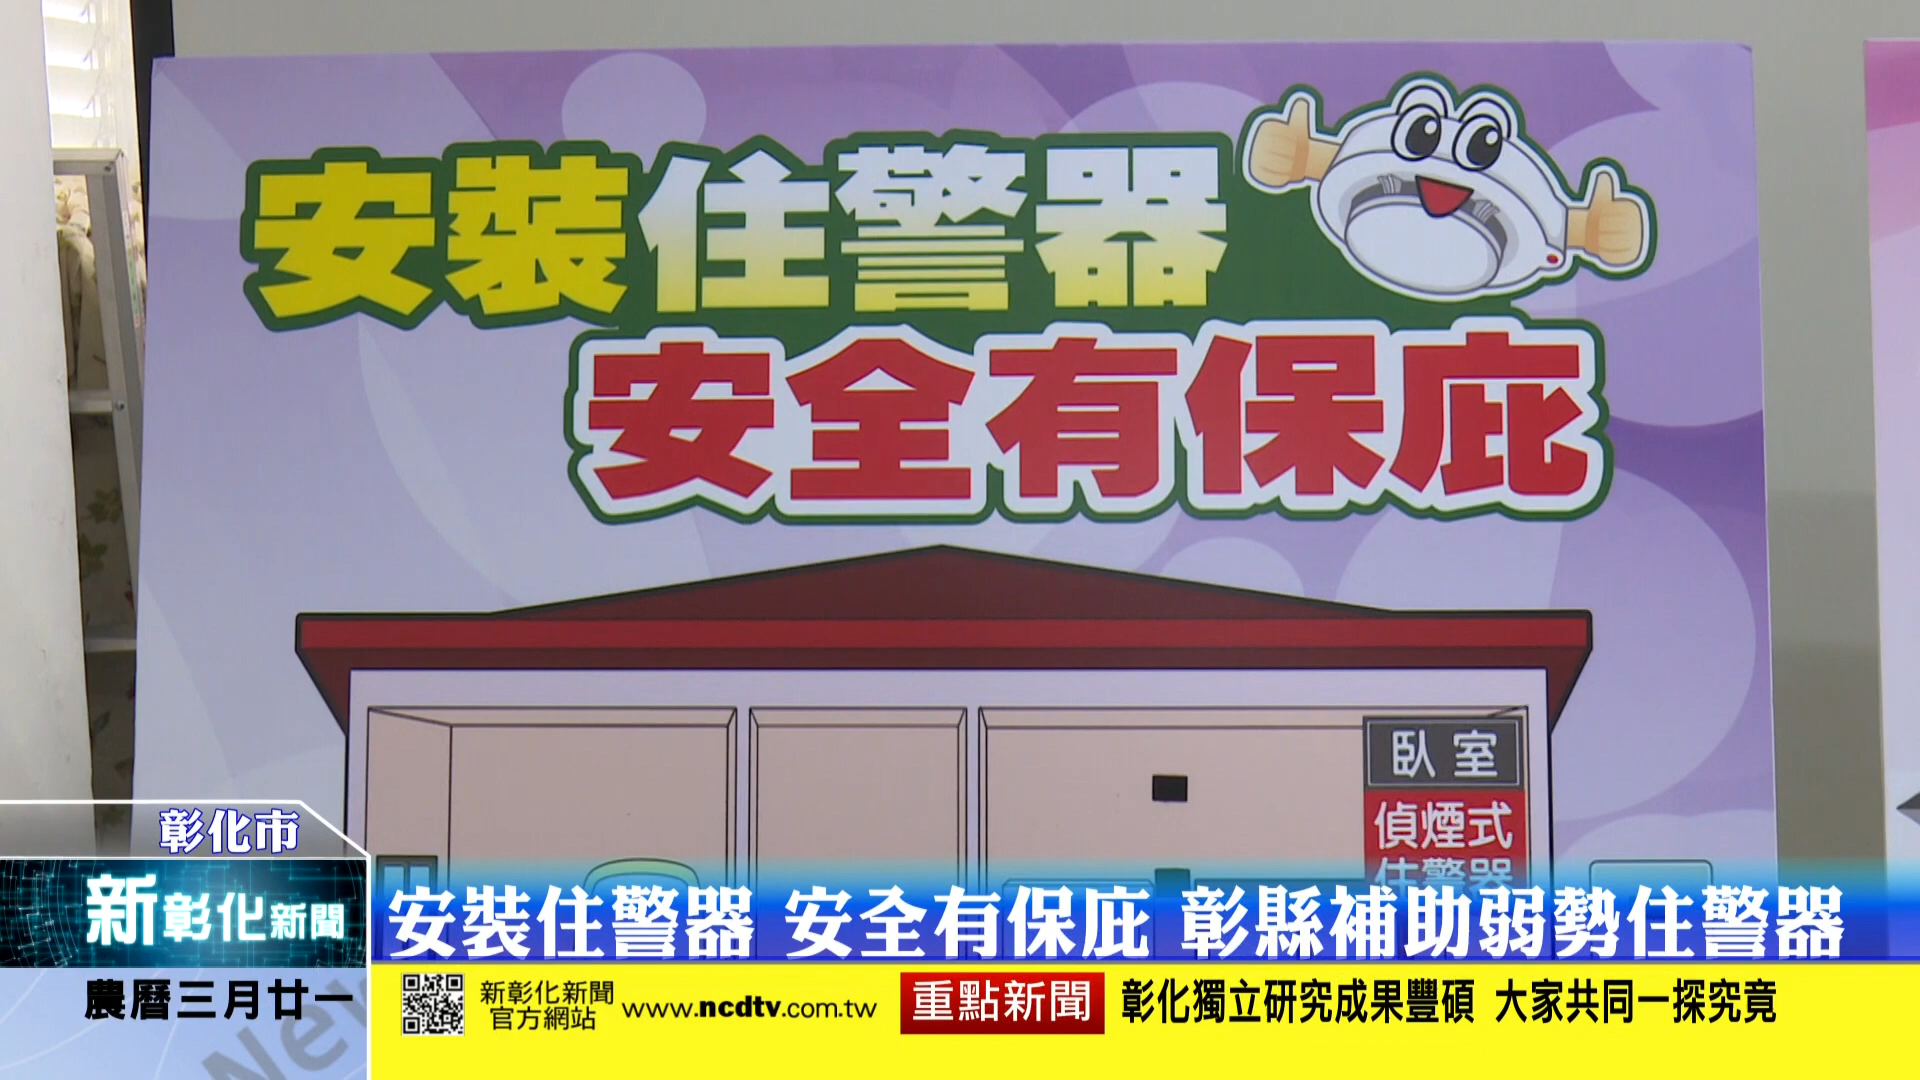 安裝住警器
安全有保庇
臥室
偵煙式
住警器
彰化市
新彰化新聞
安裝住警器 安全有保庇 彰縣補助弱勢住警器
農曆三月廿一
新彰化新聞
官方網站
www.ncdtv.com.tw
重點新聞
彰化獨立研究成果豐碩 大家共同一探究竟